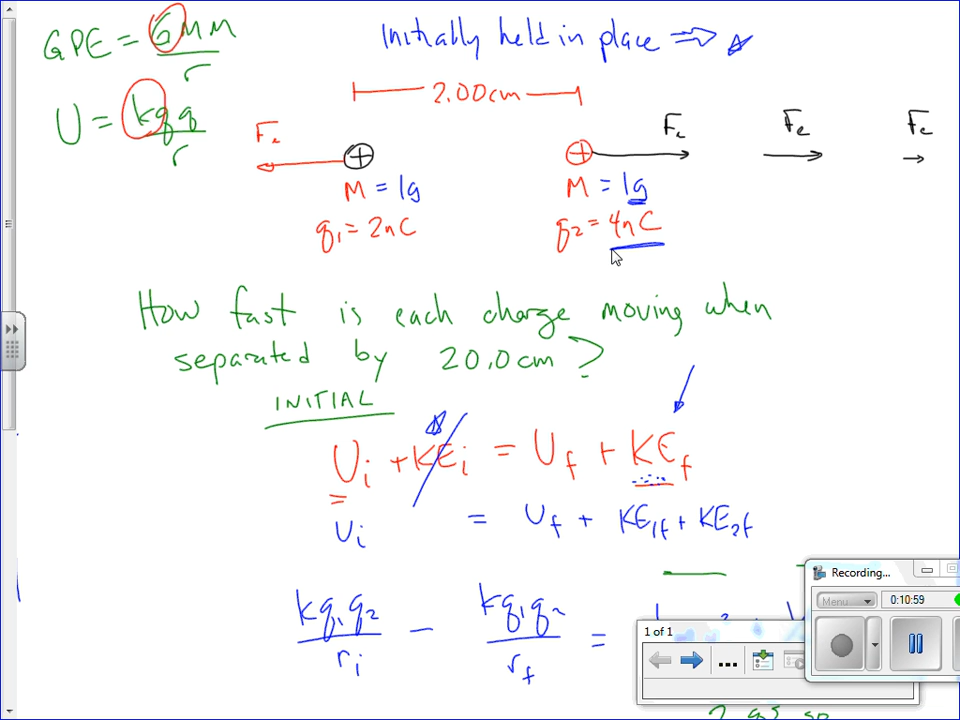 GPE = GMM
r
Initially held in place ⇒
U = kqq
r
2.00cm
Fe
Fe
Fe
Fe
+
+
M = 1g
M = 1g
q1 = 2nC
q2 = 4nC
How fast is each charge moving when
separated by 20.0cm?
INITIAL
Ui + KEi = Uf + KEf
Ui = Uf + KE1f + KE2f
kq1q2 / ri - kq1q2 / rf =
Recording...
Menu
0:10:59
1 of 1